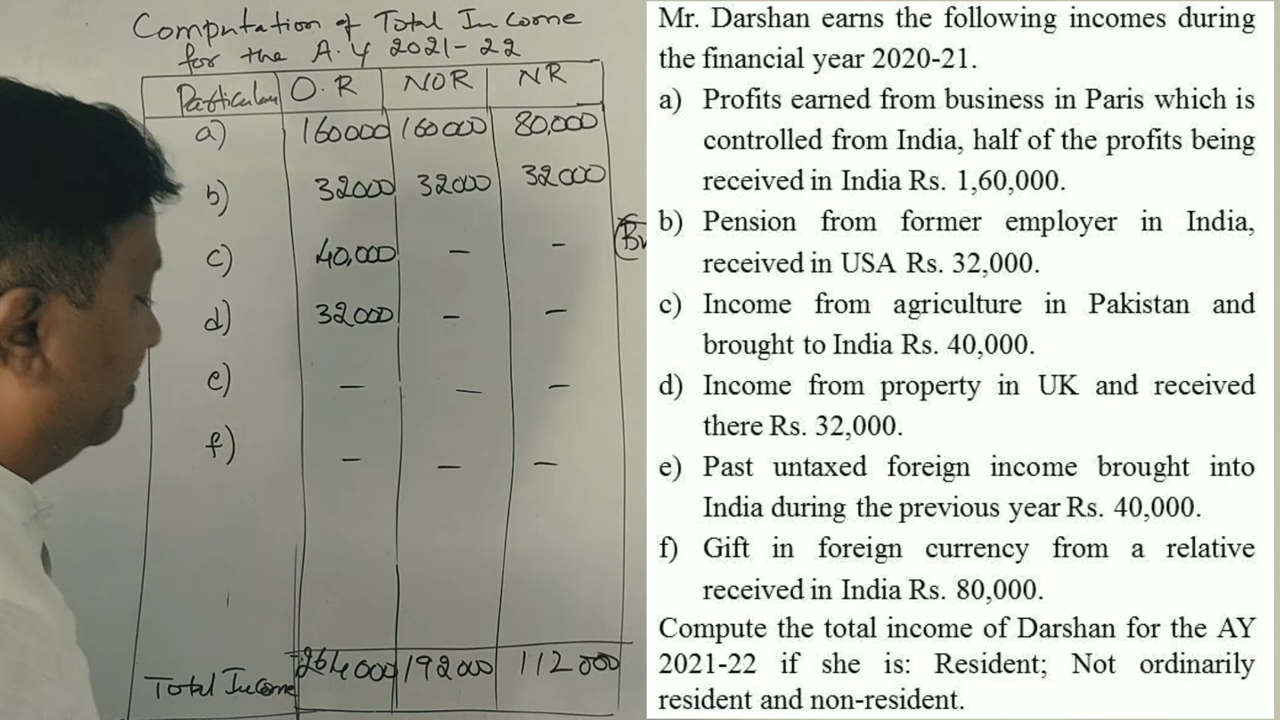 Computation of Total Income
for the A.Y 2021-22
Particulars O.R NOR NR
a) 160000 160000 80,000
b) 32000 32000 32000
c) 40,000 – –
d) 32000 – –
e) – – –
f) – – –
Total Income 264000 192000 112000
Mr. Darshan earns the following incomes during
the financial year 2020-21.
a) Profits earned from business in Paris which is
controlled from India, half of the profits being
received in India Rs. 1,60,000.
b) Pension from former employer in India,
received in USA Rs. 32,000.
c) Income from agriculture in Pakistan and
brought to India Rs. 40,000.
d) Income from property in UK and received
there Rs. 32,000.
e) Past untaxed foreign income brought into
India during the previous year Rs. 40,000.
f) Gift in foreign currency from a relative
received in India Rs. 80,000.
Compute the total income of Darshan for the AY
2021-22 if she is: Resident; Not ordinarily
resident and non-resident.